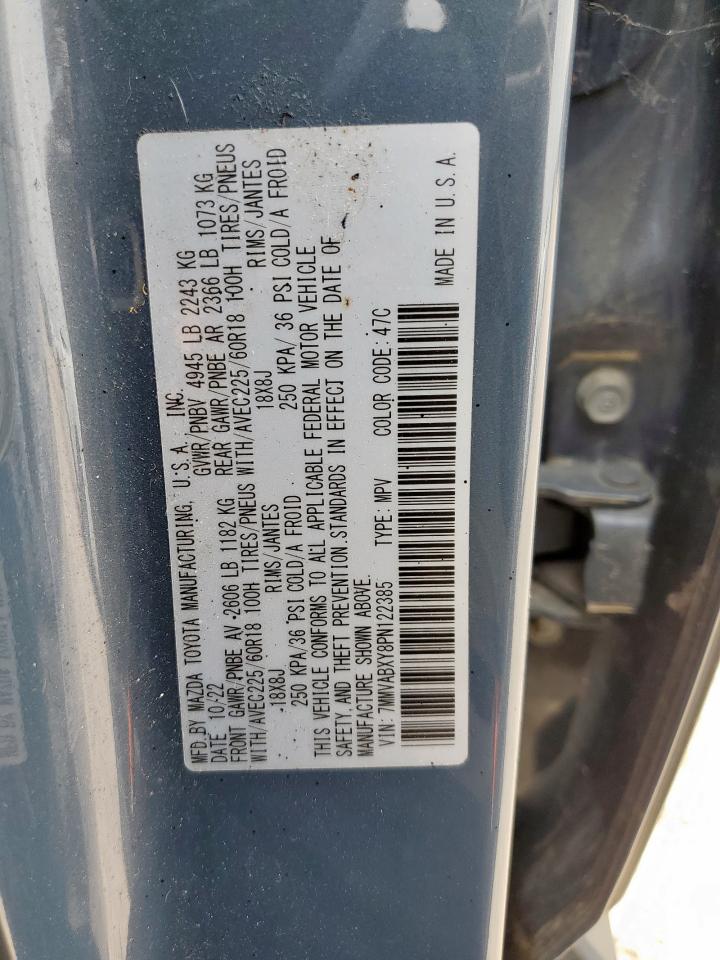 MFD.BY MAZDA TOYOTA MANUFACTURING, U.S.A. INC.
DATE 10/22 GVWR/PNBV 4945 LB 2243 KG
FRONT GAWR/PNBE AV 2606 LB 1182 KG REAR GAWR/PNBE AR 2366 LB 1073 KG
WITH/AVEC225/60R18 100H TIRES/PNEUS WITH/AVEC225/60R18 100H TIRES/PNEUS
18X8J RIMS/JANTES 18X8J RIMS/JANTES
250 KPA/36 PSI COLD/A FROID 250 KPA/ 36 PSI COLD/A FROID
THIS VEHICLE CONFORMS TO ALL APPLICABLE FEDERAL MOTOR VEHICLE
SAFETY AND THEFT PREVENTION STANDARDS IN EFFECT ON THE DATE OF
MANUFACTURE SHOWN ABOVE.
VIN: 7MMVABXY8PN122385 TYPE: MPV COLOR CODE: 47C
MADE IN U.S.A.